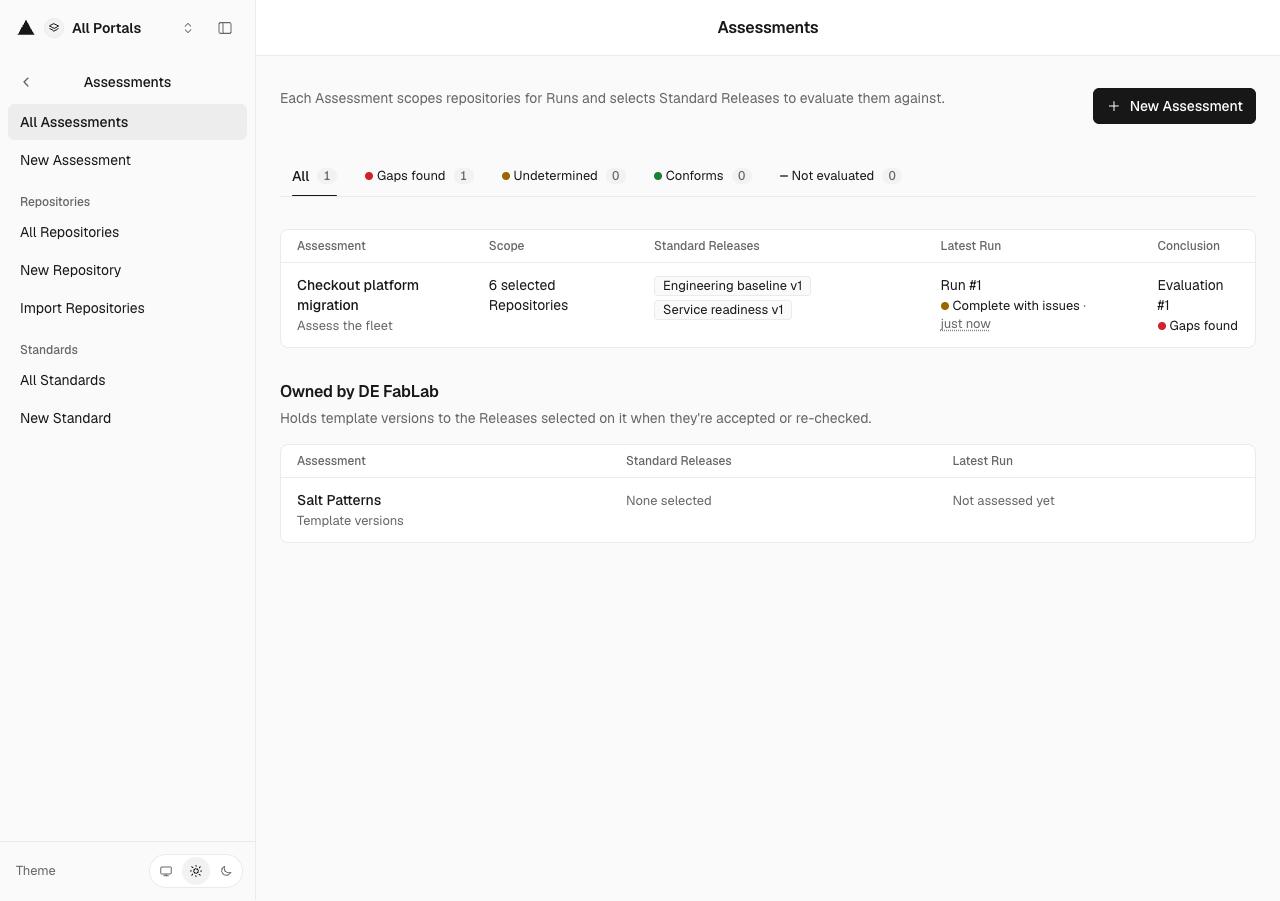 All Portals
Assessments
All Assessments
New Assessment
Repositories
All Repositories
New Repository
Import Repositories
Standards
All Standards
New Standard
Theme
Assessments
Each Assessment scopes repositories for Runs and selects Standard Releases to evaluate them against.
New Assessment
All 1 Gaps found 1 Undetermined 0 Conforms 0 Not evaluated 0
Assessment Scope Standard Releases Latest Run Conclusion
Checkout platform migration
Assess the fleet
6 selected Repositories
Engineering baseline v1
Service readiness v1
Run #1
Complete with issues ·
just now
Evaluation #1
Gaps found
Owned by DE FabLab
Holds template versions to the Releases selected on it when they're accepted or re-checked.
Assessment Standard Releases Latest Run
Salt Patterns None selected Not assessed yet
Template versions